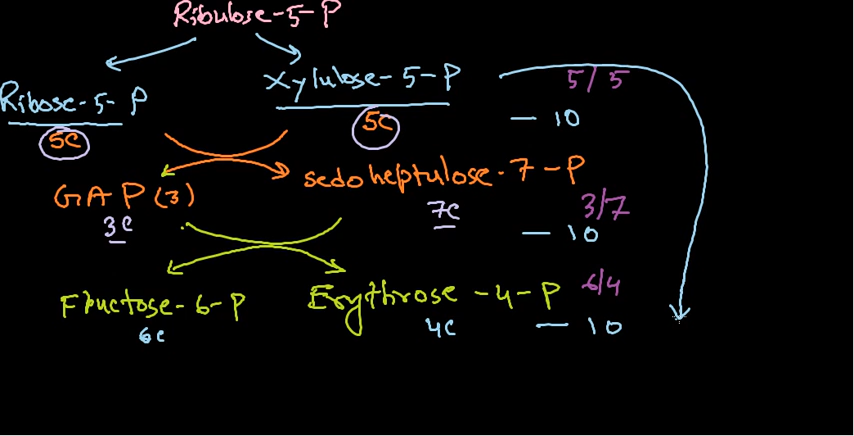 Ribulose-5-P
Ribose-5-P Xylulose-5-P 5/5
5C 5C - 10
GAP(3) sedoheptulose-7-P
3C 7C 3/7
- 10
Fructose-6-P Erythrose-4-P 6/4
6C 4C - 10